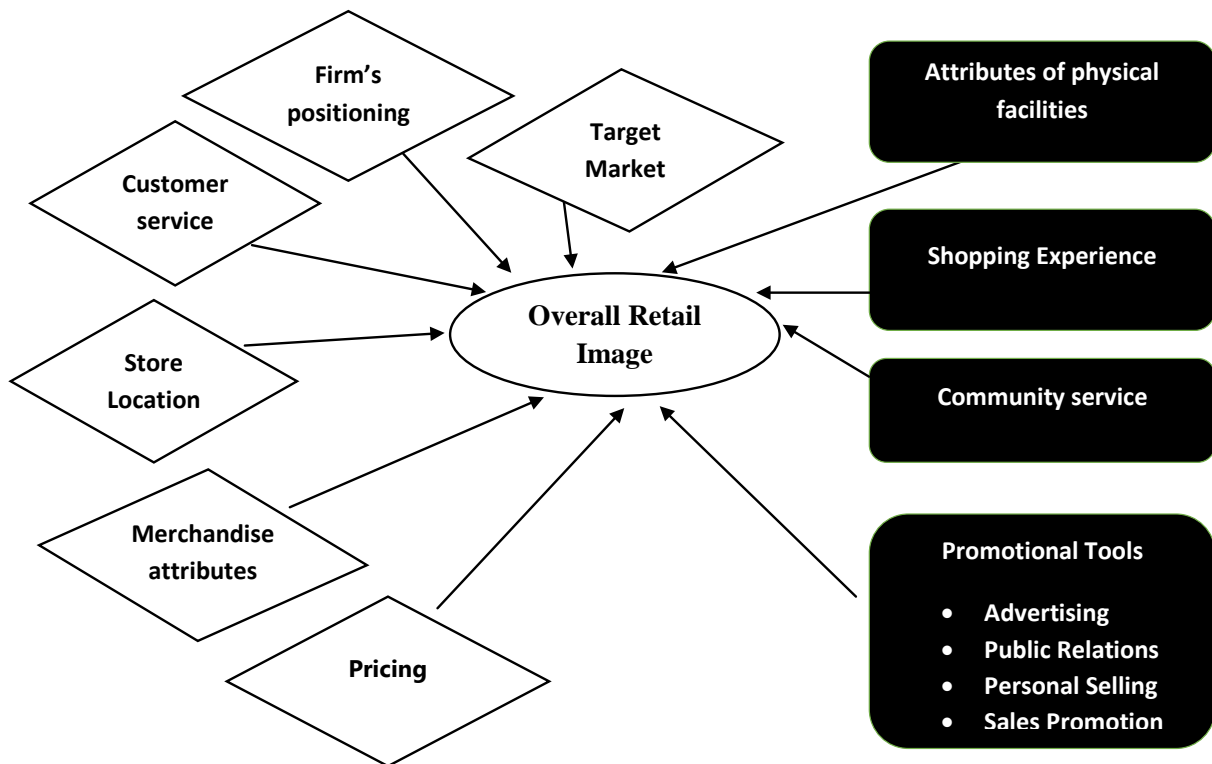 Firm's
positioning
Target
Market
Attributes of physical
facilities
Customer
service
Shopping Experience
Overall Retail
Image
Store
Location
Community service
Merchandise
attributes
Pricing
Promotional Tools
• Advertising
• Public Relations
• Personal Selling
• Sales Promotion